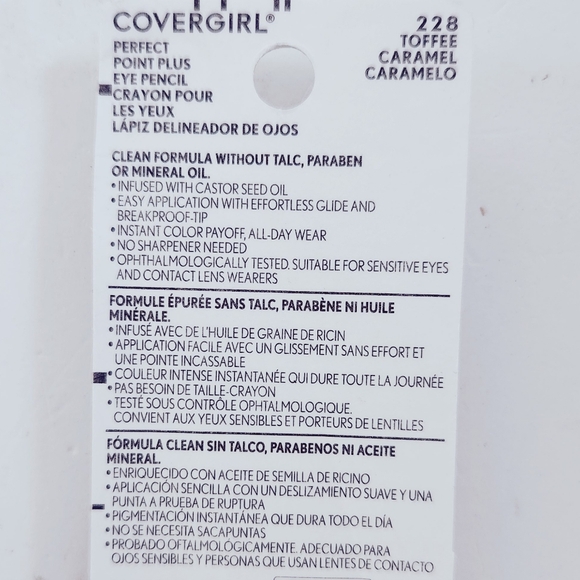 COVERGIRL®
PERFECT
POINT PLUS
EYE PENCIL
CRAYON POUR
LES YEUX
LÁPIZ DELINEADOR DE OJOS
228
TOFFEE
CARAMEL
CARAMELO
CLEAN FORMULA WITHOUT TALC, PARABEN
OR MINERAL OIL.
• INFUSED WITH CASTOR SEED OIL
• EASY APPLICATION WITH EFFORTLESS GLIDE AND
BREAKPROOF-TIP
• INSTANT COLOR PAYOFF, ALL-DAY WEAR
• NO SHARPENER NEEDED
• OPHTHALMOLOGICALLY TESTED. SUITABLE FOR SENSITIVE EYES
AND CONTACT LENS WEARERS
FORMULE ÉPURÉE SANS TALC, PARABÈNE NI HUILE
MINÉRALE.
• INFUSÉ AVEC DE L'HUILE DE GRAINE DE RICIN
• APPLICATION FACILE AVEC UN GLISSEMENT SANS EFFORT ET
UNE POINTE INCASSABLE
• COULEUR INTENSE INSTANTANÉE QUI DURE TOUTE LA JOURNÉE
• PAS BESOIN DE TAILLE-CRAYON
• TESTÉ SOUS CONTRÔLE OPHTALMOLOGIQUE.
CONVIENT AUX YEUX SENSIBLES ET PORTEURS DE LENTILLES
FÓRMULA CLEAN SIN TALCO, PARABENOS NI ACEITE
MINERAL.
• ENRIQUECIDO CON ACEITE DE SEMILLA DE RICINO
• APLICACIÓN SENCILLA CON UN DESLIZAMIENTO SUAVE Y UNA
PUNTA A PRUEBA DE RUPTURA
• PIGMENTACIÓN INSTANTÁNEA QUE DURA TODO EL DÍA
• NO SE NECESITA SACAPUNTAS
• PROBADO OFTALMOLÓGICAMENTE. ADECUADO PARA
OJOS SENSIBLES Y PERSONAS QUE USAN LENTES DE CONTACTO